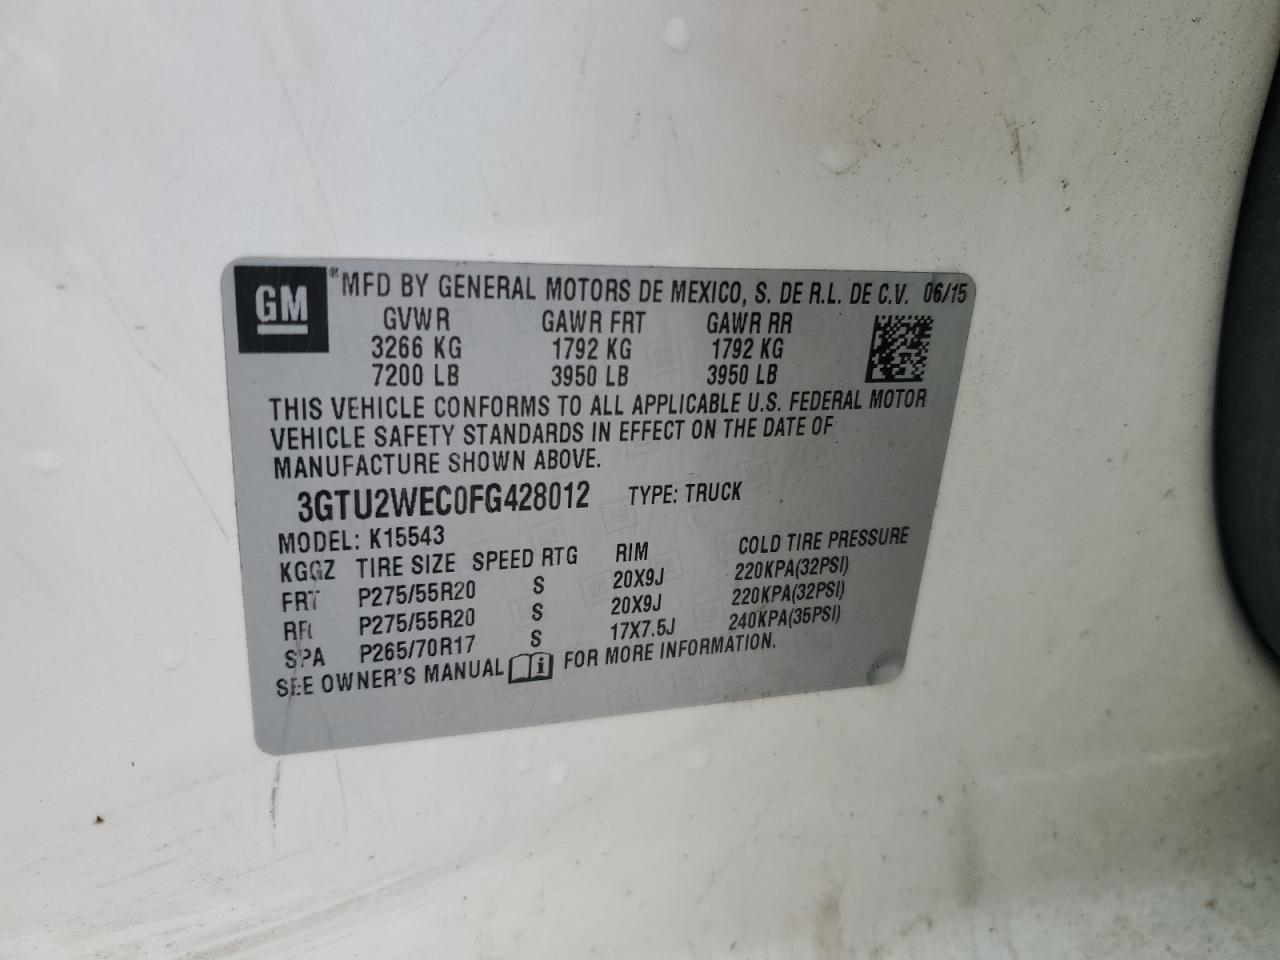 GM
® MFD BY GENERAL MOTORS DE MEXICO, S. DE R.L. DE C.V. 06/15
GVWR GAWR FRT GAWR RR
3266 KG 1792 KG 1792 KG
7200 LB 3950 LB 3950 LB
THIS VEHICLE CONFORMS TO ALL APPLICABLE U.S. FEDERAL MOTOR
VEHICLE SAFETY STANDARDS IN EFFECT ON THE DATE OF
MANUFACTURE SHOWN ABOVE.
3GTU2WEC0FG428012 TYPE: TRUCK
MODEL: K15543
KGGZ TIRE SIZE SPEED RTG RIM COLD TIRE PRESSURE
FRT P275/55R20 S 20X9J 220KPA(32PSI)
RR P275/55R20 S 20X9J 220KPA(32PSI)
SPA P265/70R17 S 17X7.5J 240KPA(35PSI)
SEE OWNER'S MANUAL i FOR MORE INFORMATION.